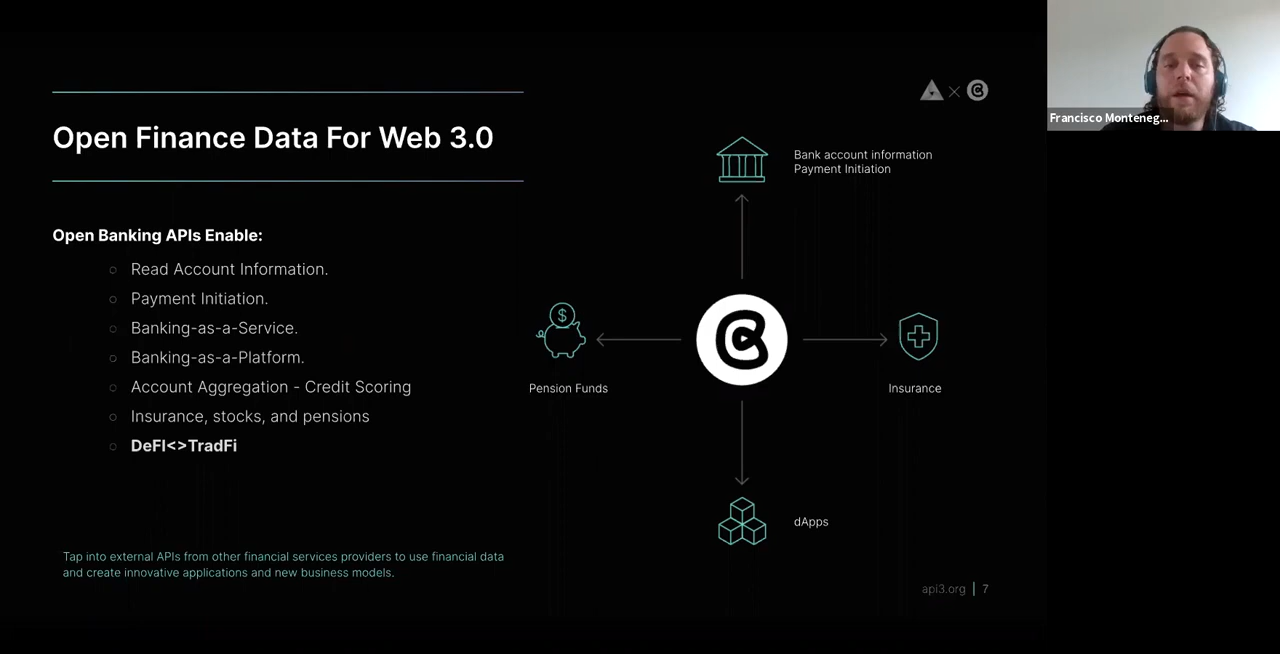 Open Finance Data For Web 3.0
Open Banking APIs Enable:
Read Account Information.
Payment Initiation.
Banking-as-a-Service.
Banking-as-a-Platform.
Account Aggregation - Credit Scoring
Insurance, stocks, and pensions
DeFI<>TradFi
Tap into external APIs from other financial services providers to use financial data
and create innovative applications and new business models.
Bank account information
Payment Initiation
$
Pension Funds
Insurance
dApps
api3.org | 7
Francisco Monteneg...